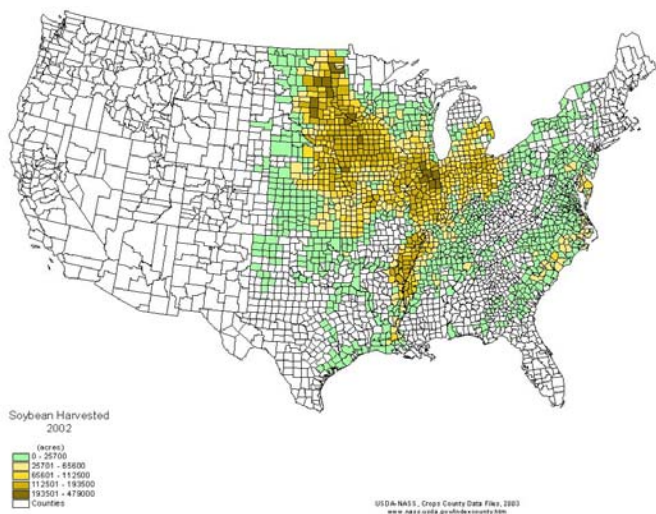 Soybean Harvested
2002
(acres)
0 - 25700
25701 - 65600
65601 - 112500
112501 - 193500
193501 - 479000
Counties
USDA-NASS, Crops County Data Files, 2003
www.nass.usda.gov/indexcounty.htm